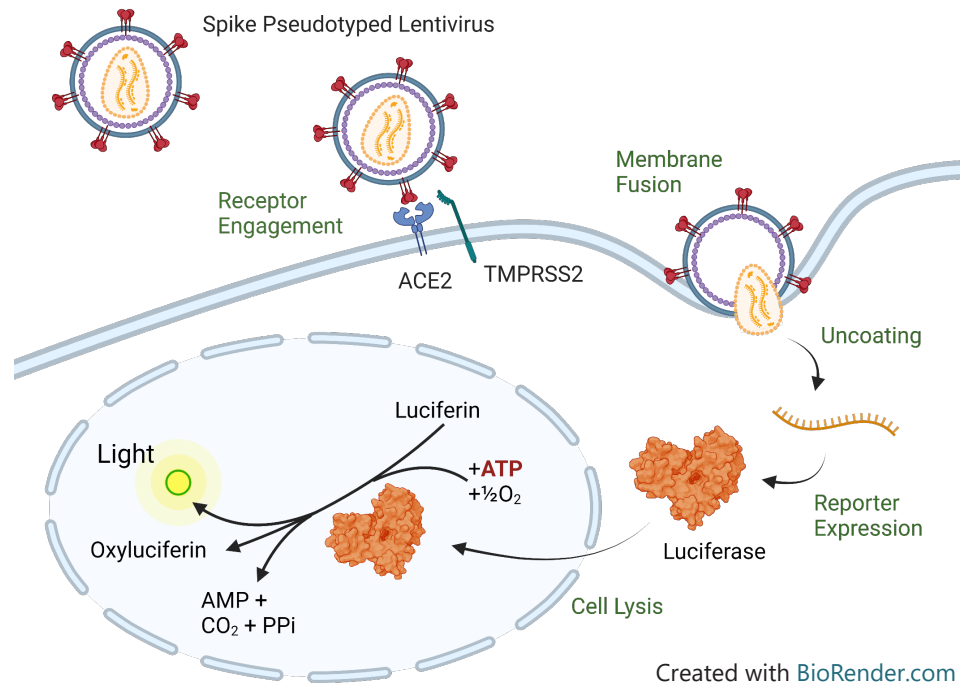 Spike Pseudotyped Lentivirus
Receptor
Engagement
ACE2
TMPRSS2
Membrane
Fusion
Uncoating
Reporter
Expression
Luciferase
Cell Lysis
Luciferin
+ATP
+½O₂
Light
Oxyluciferin
AMP +
CO₂ + PPi
Created with BioRender.com